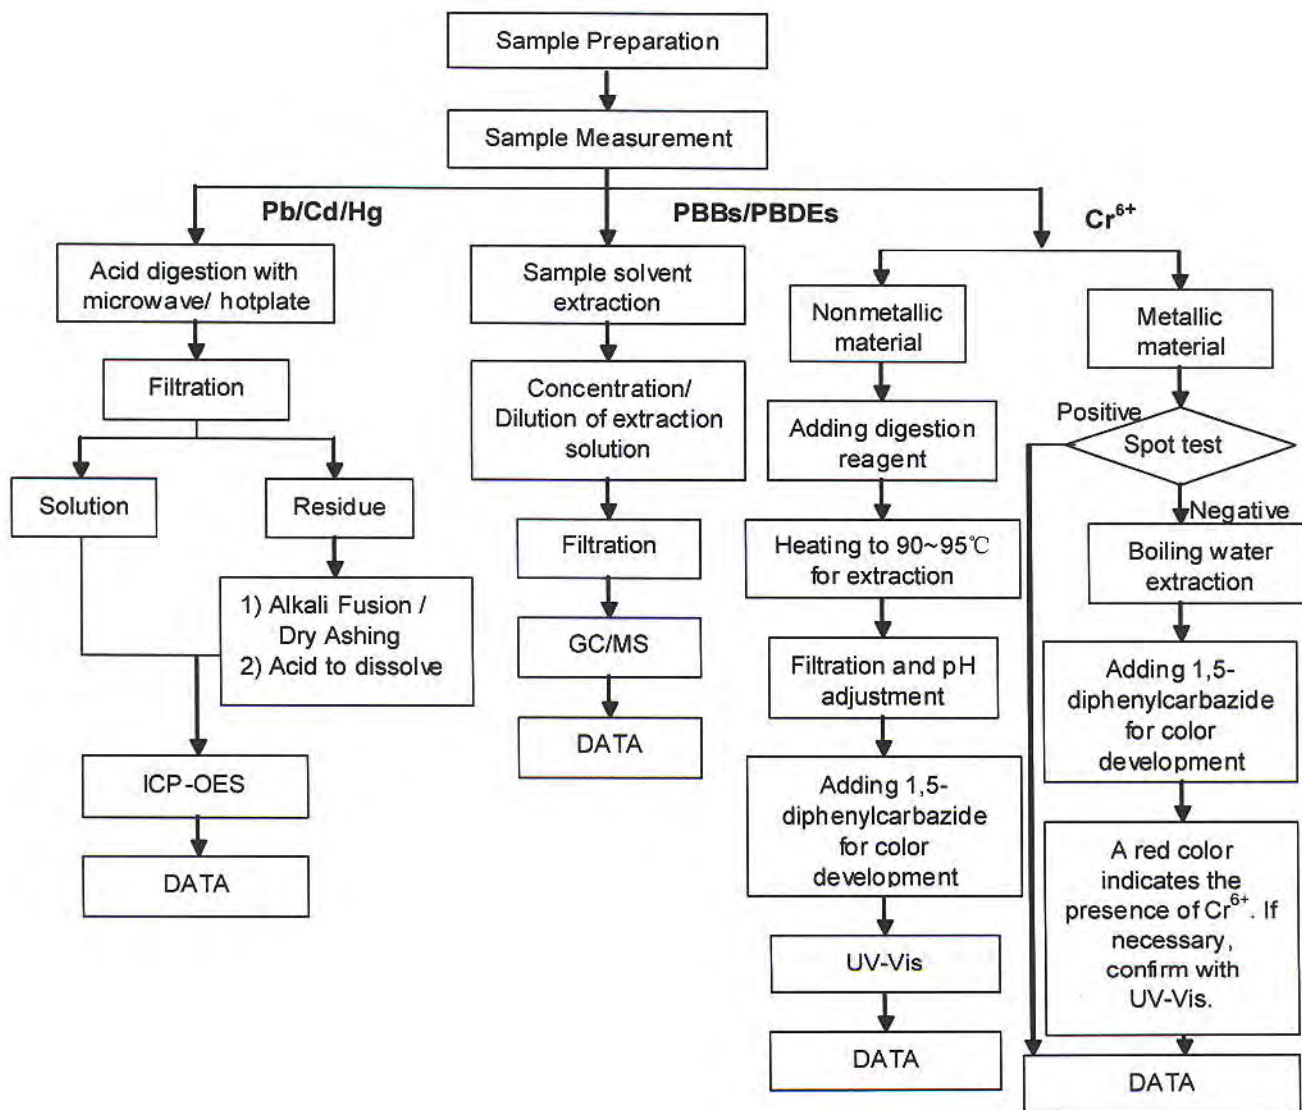 Sample Preparation
Sample Measurement
Pb/Cd/Hg
PBBs/PBDEs
Cr⁶⁺
Acid digestion with
microwave/ hotplate
Filtration
Solution
Residue
1) Alkali Fusion /
Dry Ashing
2) Acid to dissolve
ICP-OES
DATA
Sample solvent
extraction
Concentration/
Dilution of extraction
solution
Filtration
GC/MS
DATA
Nonmetallic
material
Adding digestion
reagent
Heating to 90~95℃
for extraction
Filtration and pH
adjustment
Adding 1,5-
diphenylcarbazide
for color
development
UV-Vis
DATA
Metallic
material
Positive
Spot test
Negative
Boiling water
extraction
Adding 1,5-
diphenylcarbazide
for color
development
A red color
indicates the
presence of Cr⁶⁺. If
necessary,
confirm with
UV-Vis.
DATA